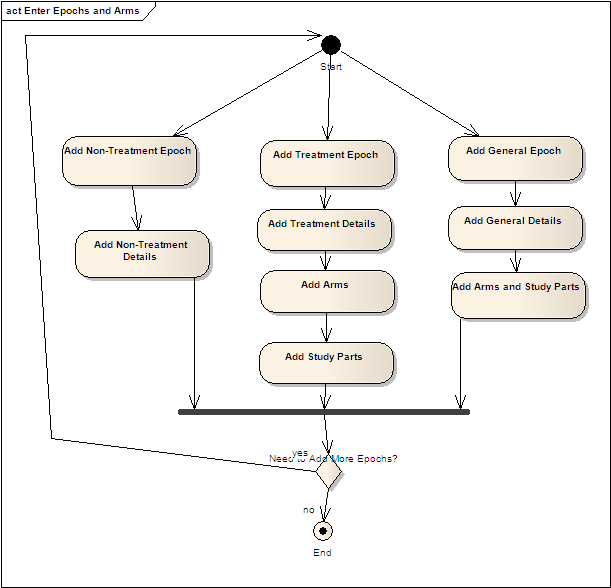 act Enter Epochs and Arms
Start
Add Non-Treatment Epoch
Add Treatment Epoch
Add General Epoch
Add Non-Treatment
Details
Add Treatment Details
Add General Details
Add Arms
Add Arms and Study Parts
Add Study Parts
yes
Need to Add More Epochs?
no
End